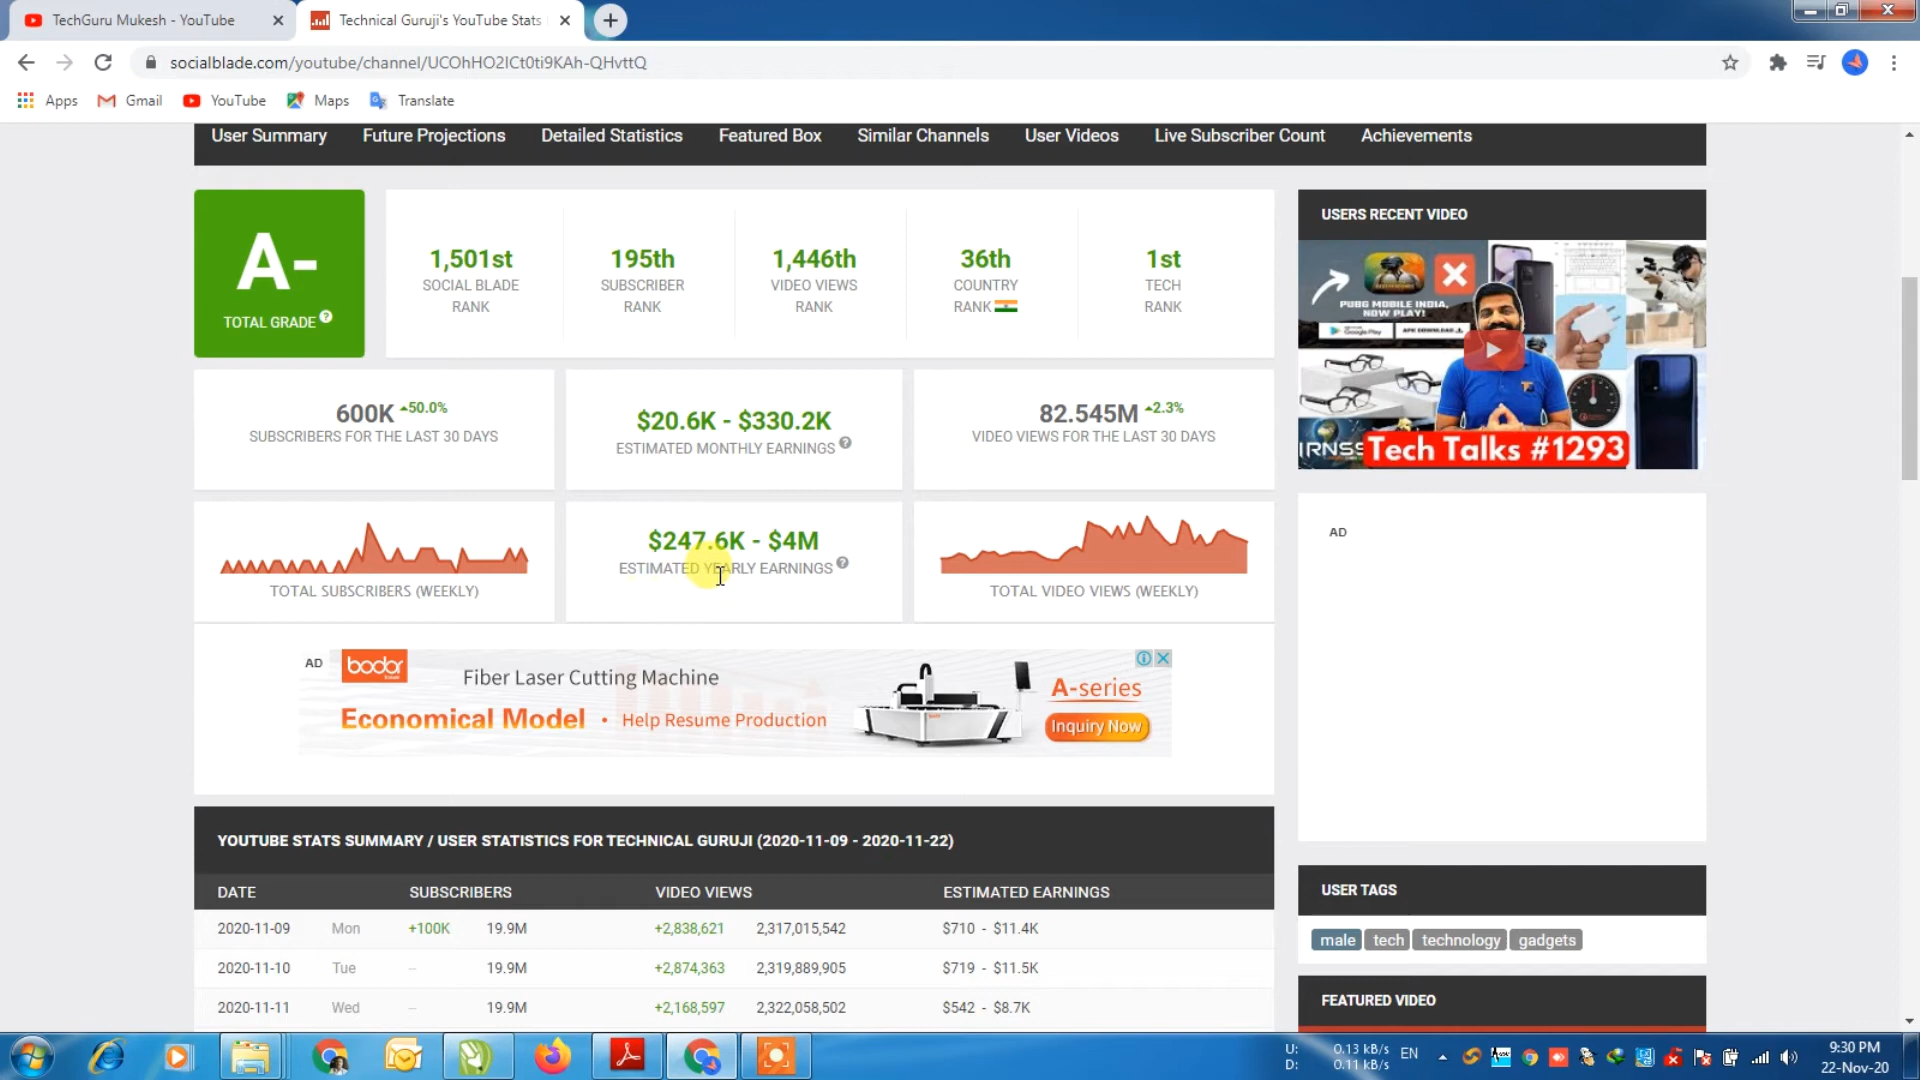 TechGuru Mukesh - YouTube
Technical Guruji's YouTube Stats
socialblade.com/youtube/channel/UCOhHO2ICt0ti9KAh-QHvttQ
Apps Gmail YouTube Maps Translate
User Summary Future Projections Detailed Statistics Featured Box Similar Channels User Videos Live Subscriber Count Achievements
A-
TOTAL GRADE
1,501st
SOCIAL BLADE
RANK
195th
SUBSCRIBER
RANK
1,446th
VIDEO VIEWS
RANK
36th
COUNTRY
RANK
1st
TECH
RANK
600K 50.0%
SUBSCRIBERS FOR THE LAST 30 DAYS
$20.6K - $330.2K
ESTIMATED MONTHLY EARNINGS
82.545M 2.3%
VIDEO VIEWS FOR THE LAST 30 DAYS
TOTAL SUBSCRIBERS (WEEKLY)
$247.6K - $4M
ESTIMATED YEARLY EARNINGS
TOTAL VIDEO VIEWS (WEEKLY)
AD
bodor
Fiber Laser Cutting Machine
Economical Model • Help Resume Production
A-series
Inquiry Now
YOUTUBE STATS SUMMARY / USER STATISTICS FOR TECHNICAL GURUJI (2020-11-09 - 2020-11-22)
DATE SUBSCRIBERS VIDEO VIEWS ESTIMATED EARNINGS
2020-11-09 Mon +100K 19.9M +2,838,621 2,317,015,542 $710 - $11.4K
2020-11-10 Tue -- 19.9M +2,874,363 2,319,889,905 $719 - $11.5K
2020-11-11 Wed -- 19.9M +2,168,597 2,322,058,502 $542 - $8.7K
USERS RECENT VIDEO
PUBG MOBILE INDIA,
NOW PLAY!
Google Play APK DOWNLOAD
IRNSS
Tech Talks #1293
AD
USER TAGS
male tech technology gadgets
FEATURED VIDEO
U: 0.13 kB/s
D: 0.11 kB/s
EN
9:30 PM
22-Nov-20